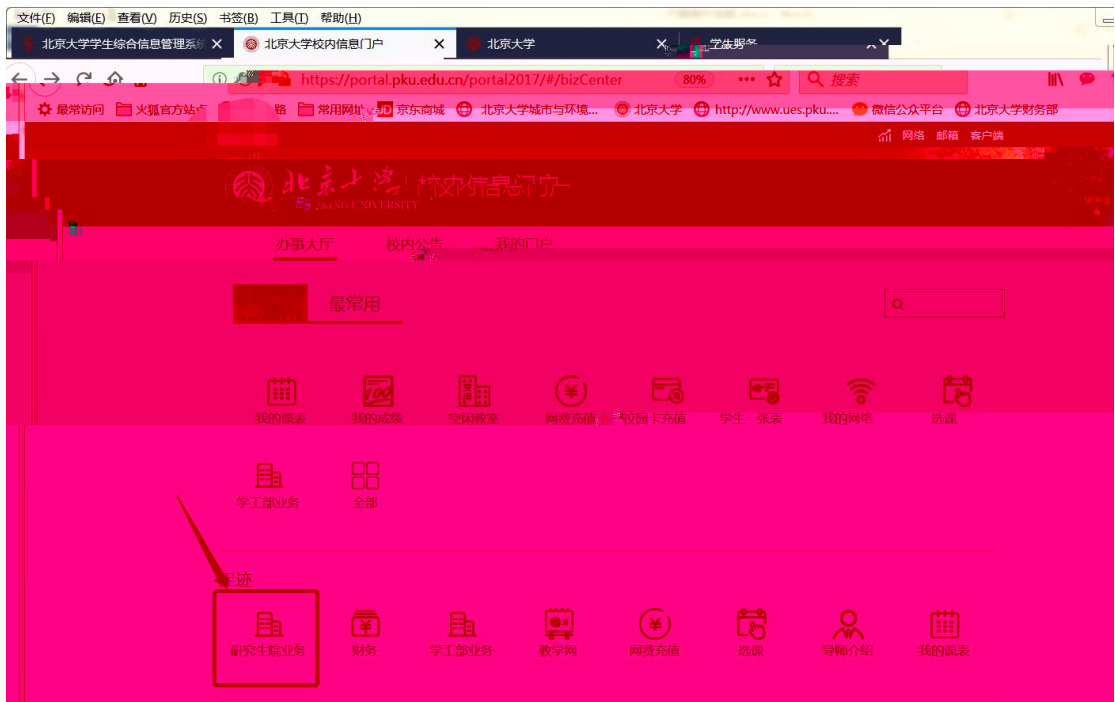 文件(F) 编辑(E) 查看(V) 历史(S) 书签(B) 工具(T) 帮助(H)
北京大学学生综合信息管理系统 × 北京大学校内信息门户 × 北京大学 × 学生服务 ×
https://portal.pku.edu.cn/portal2017/#/bizCenter 80% 搜索
最常访问 火狐官方站点 常用网址 JD 京东商城 北京大学城市与环境... 北京大学 http://www.ues.pku.... 微信公众平台 北京大学财务部
网络 邮箱 客户端
北京大学 校内信息门户
办事大厅 校内公告 我的门户
最常用
我的课表 我的成绩 空闲教室 网费充值 校园卡充值 学生一张表 我的网络 选课
学工部业务 全部
足迹
研究生院业务 财务 学工部业务 教学网 网费充值 选课 导师介绍 我的课表